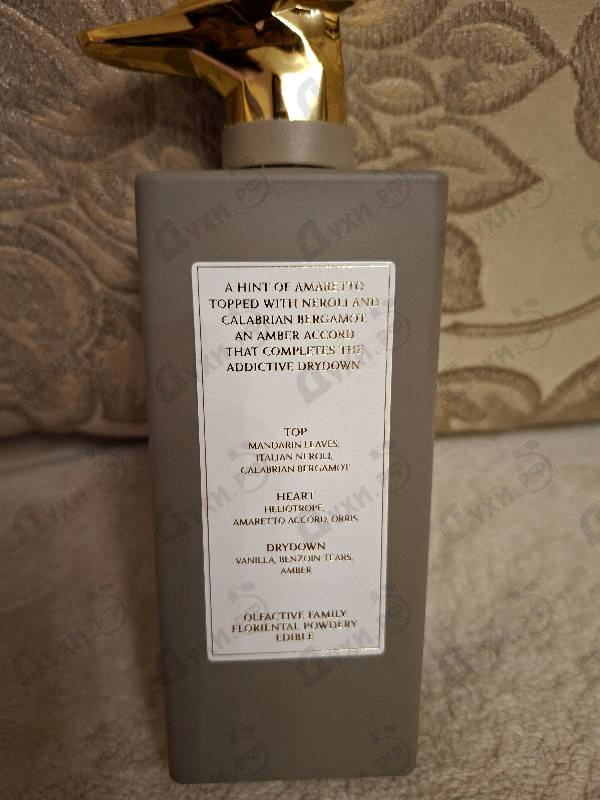 A HINT OF AMARETTO
TOPPED WITH NEROLI AND
CALABRIAN BERGAMOT.
AN AMBER ACCORD
THAT COMPLETES THE
ADDICTIVE DRYDOWN
TOP
MANDARIN LEAVES,
ITALIAN NEROLI,
CALABRIAN BERGAMOT
HEART
HELIOTROPE,
AMARETTO ACCORD, ORRIS
DRYDOWN
VANILLA, BENZOIN TEARS,
AMBER
OLFACTIVE FAMILY
FLORIENTAL POWDERY
EDIBLE
Духи.рф